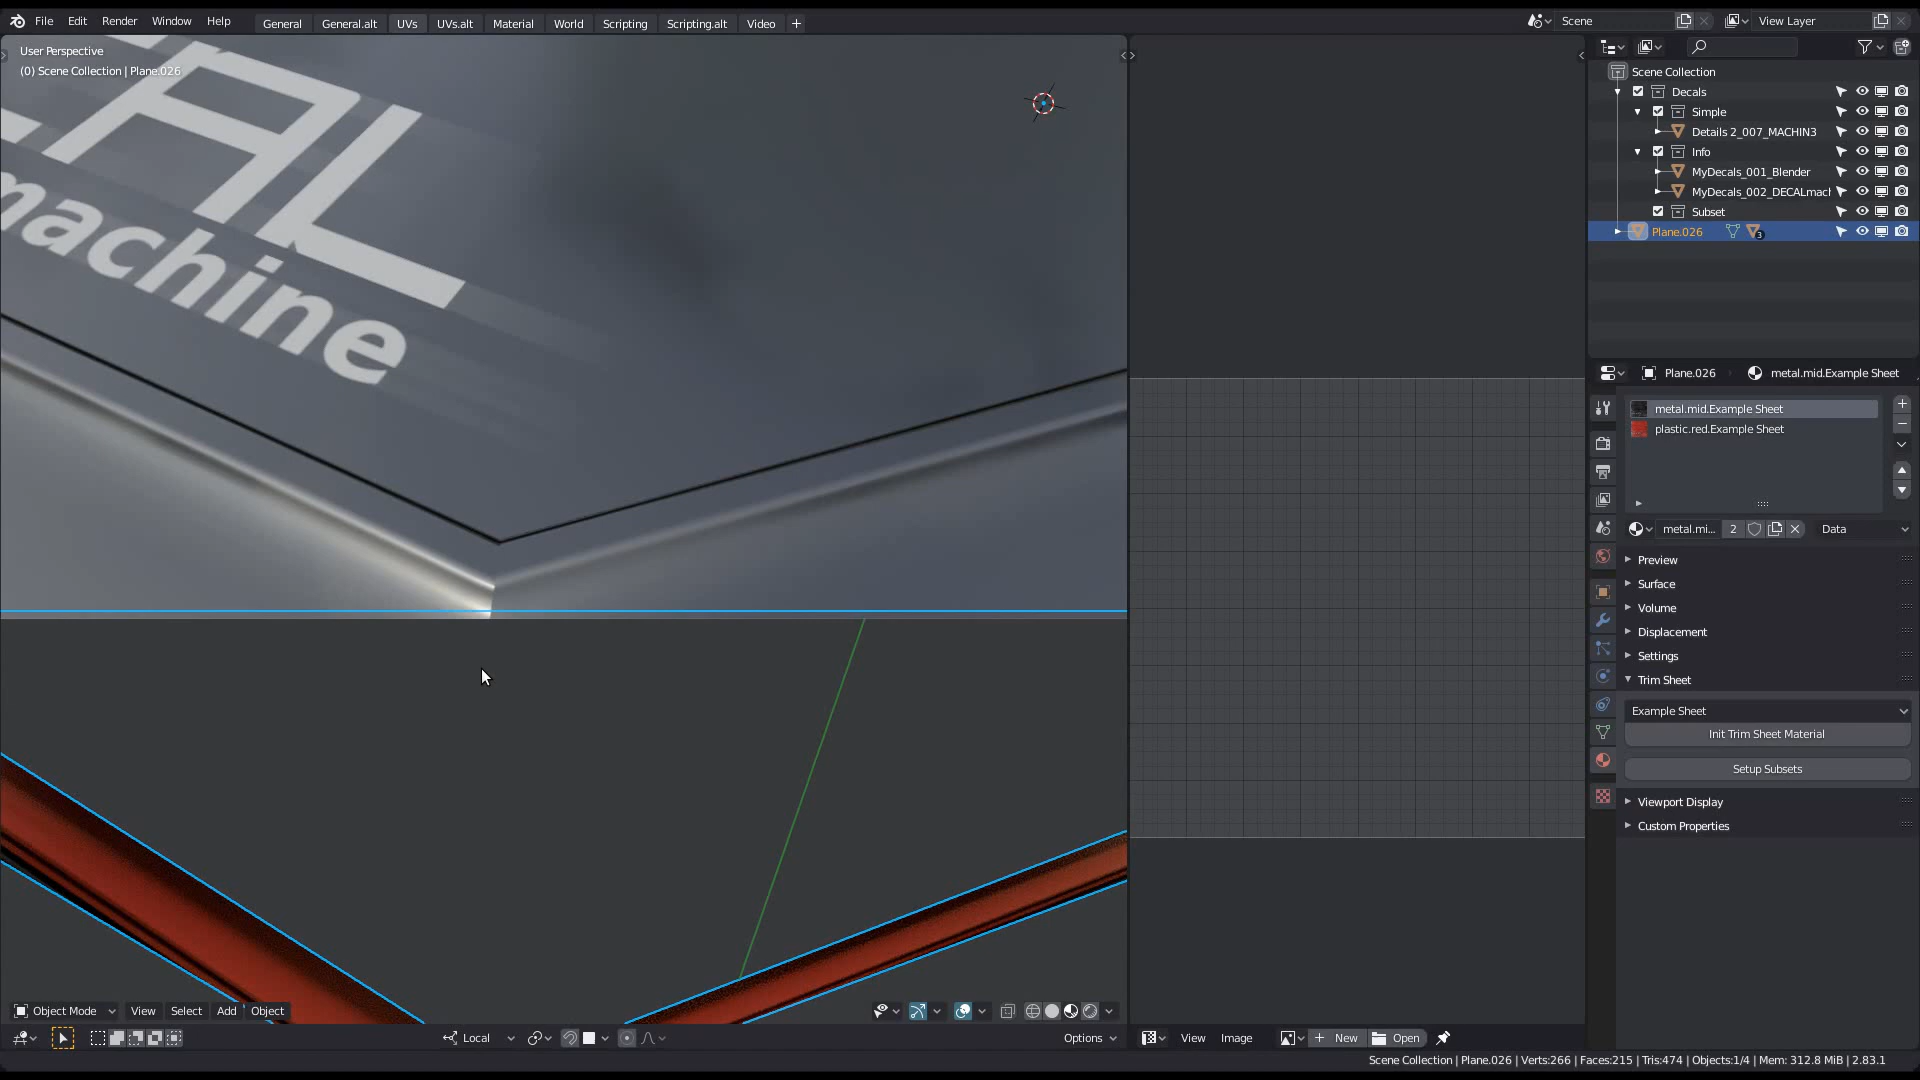 File Edit Render Window Help General General.alt UVs UVs.alt Material World Scripting Scripting.alt Video + Scene View Layer
User Perspective
(0) Scene Collection | Plane.026
AL
machine
Scene Collection
Decals
Simple
Details 2_007_MACHIN3
Info
MyDecals_001_Blender
MyDecals_002_DECALmach
Subset
Plane.026 3
Plane.026 metal.mid.Example Sheet
metal.mid.Example Sheet
plastic.red.Example Sheet
metal.mi... 2 Data
Preview
Surface
Volume
Displacement
Settings
Trim Sheet
Example Sheet
Init Trim Sheet Material
Setup Subsets
Viewport Display
Custom Properties
Object Mode View Select Add Object
Local Options View Image New Open
Scene Collection | Plane.026 | Verts:266 | Faces:215 | Tris:474 | Objects:1/4 | Mem: 312.8 MiB | 2.83.1